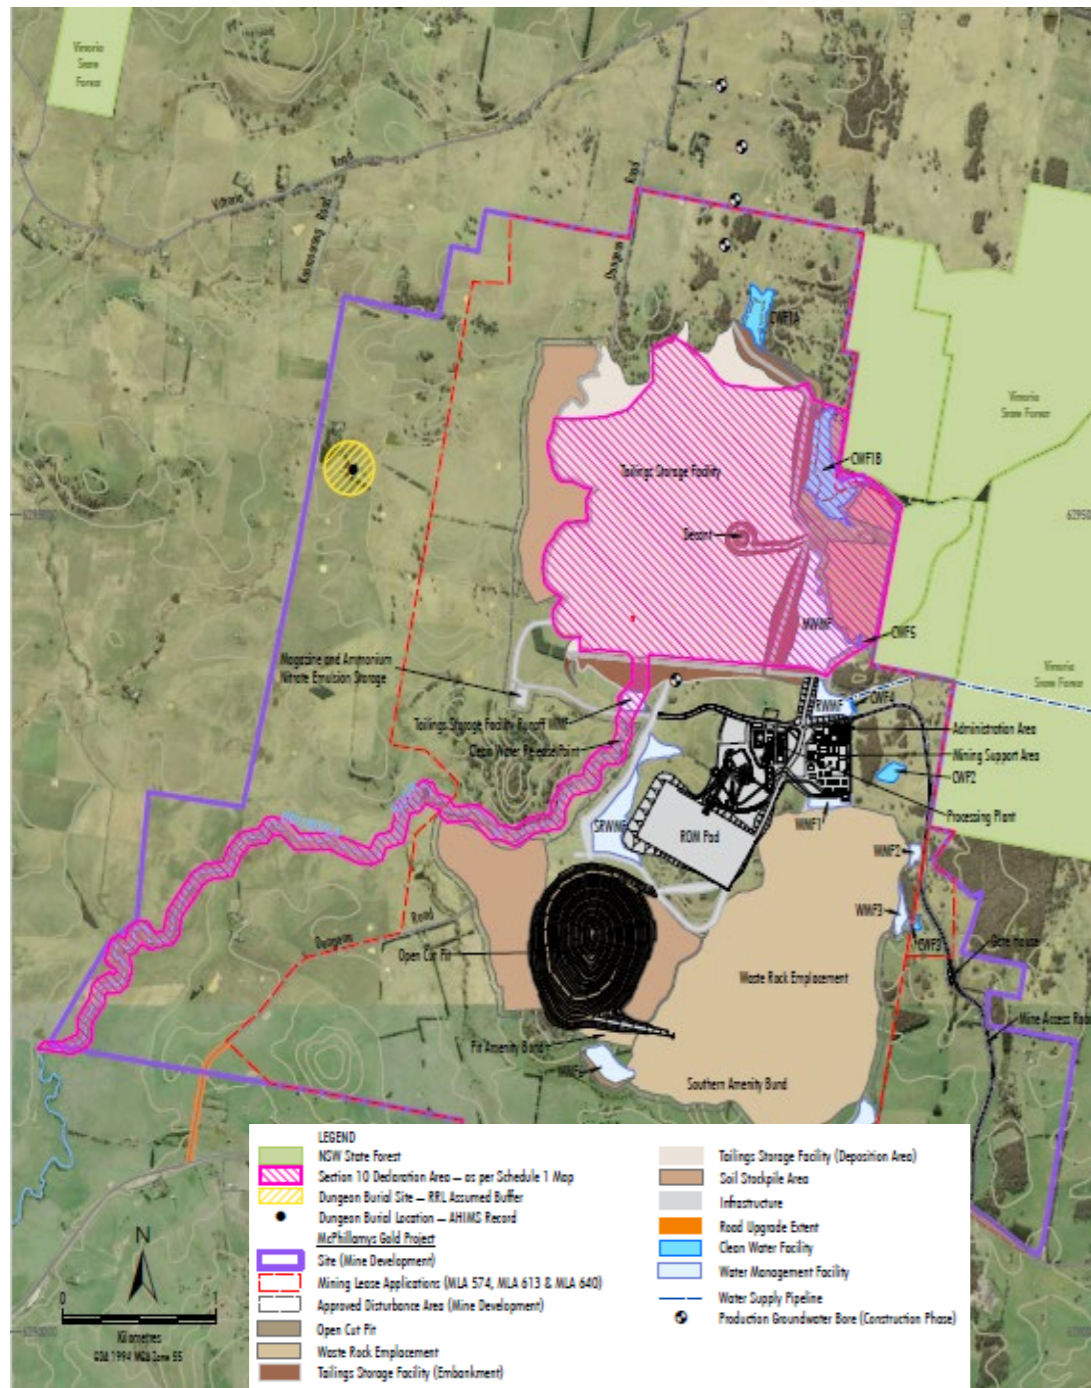 Vittoria
State
Forest
Vittoria
Road
Kinnovaning Road
Dungeon
Road
CWF1A
Vittoria
State Forest
Tailings Storage Facility
CWF1B
6295000
Decant
MWMF
CWF5
Magazine and Ammonium
Nitrate Emulsion Storage
Vittoria
State Forest
Tailings Storage Facility Runoff WMF
RWMF
CWF4
Clean Water Release Point
Administration Area
Mining Support Area
CWF2
Processing Plant
SRWMF
ROM Pad
WMF1
WMF2
WMF3
CWF3
Dungeon
Road
Gate House
Open Cut Pit
Waste Rock Emplacement
Mine Access Road
Pit Amenity Bund
Southern Amenity Bund
LEGEND
NSW State Forest
Section 10 Declaration Area – as per Schedule 1 Map
Dungeon Burial Site – RRL Assumed Buffer
Dungeon Burial Location – AHIMS Record
McPhillamys Gold Project
Site (Mine Development)
Mining Lease Applications (MLA 574, MLA 613 & MLA 640)
Approved Disturbance Area (Mine Development)
Open Cut Pit
Waste Rock Emplacement
Tailings Storage Facility (Embankment)
Tailings Storage Facility (Deposition Area)
Soil Stockpile Area
Infrastructure
Road Upgrade Extent
Clean Water Facility
Water Management Facility
Water Supply Pipeline
Production Groundwater Bore (Construction Phase)
N
0 1
Kilometres
GDA 1994 MGA Zone 55
6290000